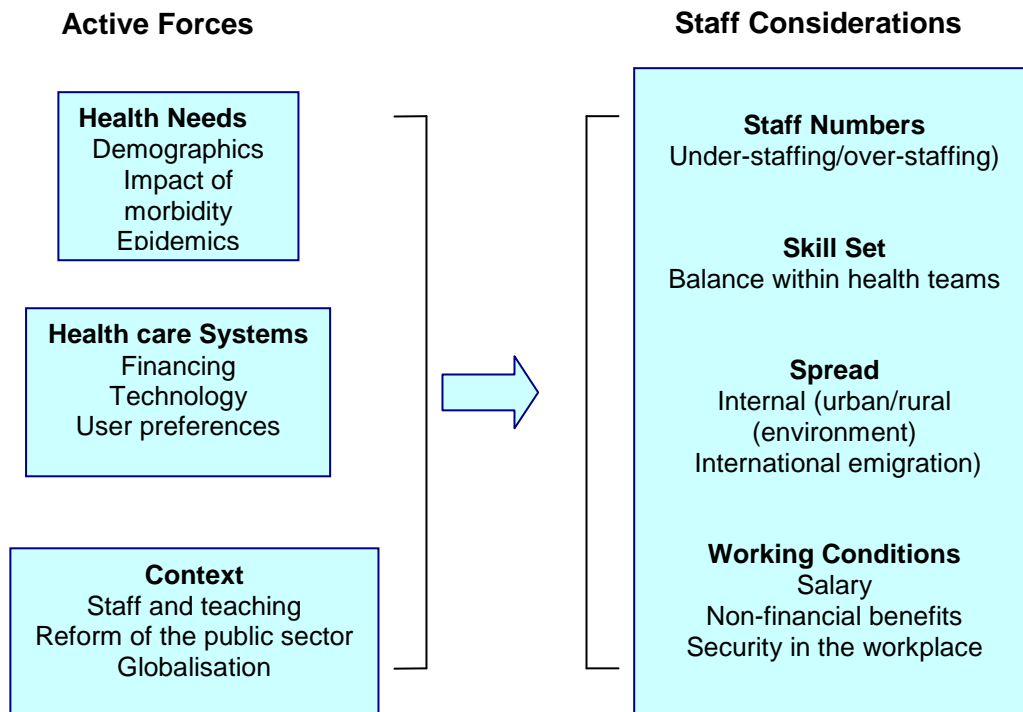 Active Forces
Health Needs
Demographics
Impact of
morbidity
Epidemics
Health care Systems
Financing
Technology
User preferences
Context
Staff and teaching
Reform of the public sector
Globalisation
Staff Considerations
Staff Numbers
Under-staffing/over-staffing)
Skill Set
Balance within health teams
Spread
Internal (urban/rural
(environment)
International emigration)
Working Conditions
Salary
Non-financial benefits
Security in the workplace